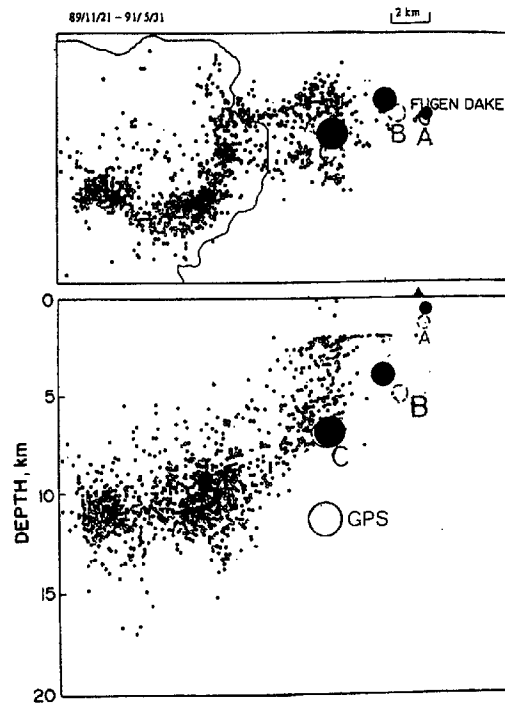 89/11/21 – 91/5/31
2 km
FUGEN DAKE
B
A
0
A
5
B
C
10
GPS
15
20
DEPTH, km